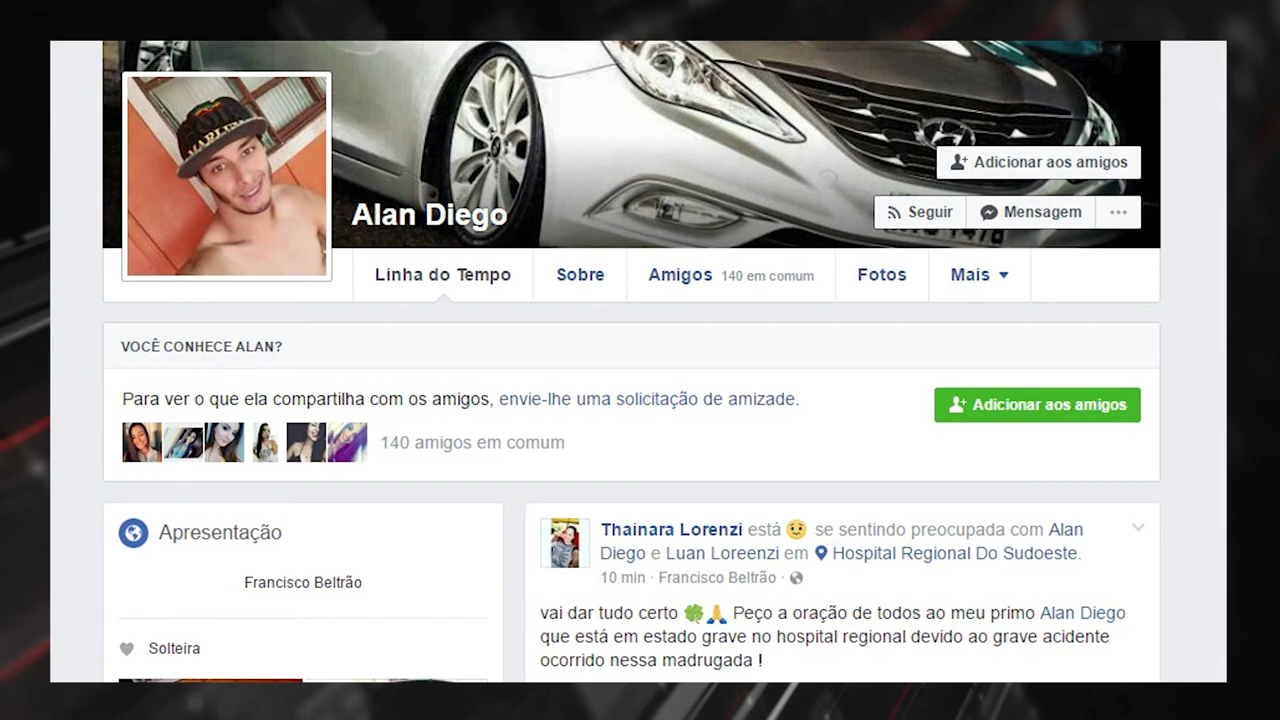 MARLEY
Adicionar aos amigos
Alan Diego
Seguir
Mensagem
Linha do Tempo
Sobre
Amigos 140 em comum
Fotos
Mais
VOCÊ CONHECE ALAN?
Para ver o que ela compartilha com os amigos, envie-lhe uma solicitação de amizade.
Adicionar aos amigos
140 amigos em comum
Apresentação
Francisco Beltrão
Solteira
Thainara Lorenzi está 😟 se sentindo preocupada com Alan
Diego e Luan Loreenzi em Hospital Regional Do Sudoeste.
10 min · Francisco Beltrão ·
vai dar tudo certo 🍀🙏 Peço a oração de todos ao meu primo Alan Diego
que está em estado grave no hospital regional devido ao grave acidente
ocorrido nessa madrugada !